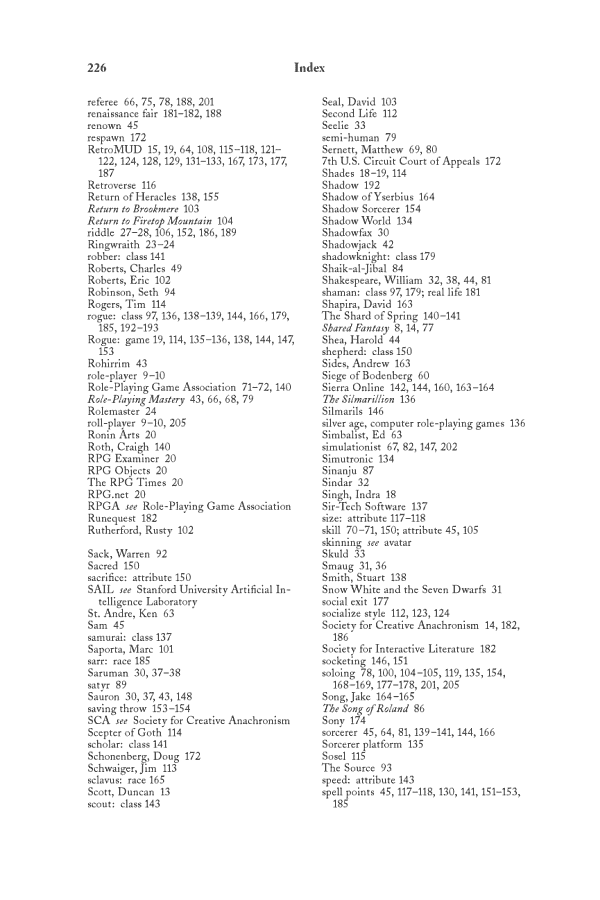 226
Index
referee 66, 75, 78, 188, 201
renaissance fair 181–182, 188
renown 45
respawn 172
RetroMUD 15, 19, 64, 108, 115–118, 121–
122, 124, 128, 129, 131–133, 167, 173, 177,
187
Retroverse 116
Return of Heracles 138, 155
Return to Brookmere 103
Return to Firetop Mountain 104
riddle 27–28, 106, 152, 186, 189
Ringwraith 23–24
robber: class 141
Roberts, Charles 49
Roberts, Eric 102
Robinson, Seth 94
Rogers, Tim 114
rogue: class 97, 136, 138–139, 144, 166, 179,
185, 192–193
Rogue: game 19, 114, 135–136, 138, 144, 147,
153
Rohirrim 43
role-player 9–10
Role-Playing Game Association 71–72, 140
Role-Playing Mastery 43, 66, 68, 79
Rolemaster 24
roll-player 9–10, 205
Ronin Arts 20
Roth, Craigh 140
RPG Examiner 20
RPG Objects 20
The RPG Times 20
RPG.net 20
RPGA see Role-Playing Game Association
Runequest 182
Rutherford, Rusty 102
Sack, Warren 92
Sacred 150
sacrifice: attribute 150
SAIL see Stanford University Artificial In-
telligence Laboratory
St. Andre, Ken 63
Sam 45
samurai: class 137
Saporta, Marc 101
sarr: race 185
Saruman 30, 37–38
satyr 89
Sauron 30, 37, 43, 148
saving throw 153–154
SCA see Society for Creative Anachronism
Scepter of Goth 114
scholar: class 141
Schonenberg, Doug 172
Schwaiger, Jim 113
sclavus: race 165
Scott, Duncan 13
scout: class 143
Seal, David 103
Second Life 112
Seelie 33
semi-human 79
Sernett, Matthew 69, 80
7th U.S. Circuit Court of Appeals 172
Shades 18–19, 114
Shadow 192
Shadow of Yserbius 164
Shadow Sorcerer 154
Shadow World 134
Shadowfax 30
Shadowjack 42
shadowknight: class 179
Shaik-al-Jibal 84
Shakespeare, William 32, 38, 44, 81
shaman: class 97, 179; real life 181
Shapira, David 163
The Shard of Spring 140–141
Shared Fantasy 8, 14, 77
Shea, Harold 44
shepherd: class 150
Sides, Andrew 163
Siege of Bodenberg 60
Sierra Online 142, 144, 160, 163–164
The Silmarillion 136
Silmarils 146
silver age, computer role-playing games 136
Simbalist, Ed 63
simulationist 67, 82, 147, 202
Simutronic 134
Sinanju 87
Sindar 32
Singh, Indra 18
Sir-Tech Software 137
size: attribute 117–118
skill 70–71, 150; attribute 45, 105
skinning see avatar
Skuld 33
Smaug 31, 36
Smith, Stuart 138
Snow White and the Seven Dwarfs 31
social exit 177
socialize style 112, 123, 124
Society for Creative Anachronism 14, 182,
186
Society for Interactive Literature 182
socketing 146, 151
soloing 78, 100, 104–105, 119, 135, 154,
168–169, 177–178, 201, 205
Song, Jake 164–165
The Song of Roland 86
Sony 174
sorcerer 45, 64, 81, 139–141, 144, 166
Sorcerer platform 135
Sosel 115
The Source 93
speed: attribute 143
spell points 45, 117–118, 130, 141, 151–153,
185